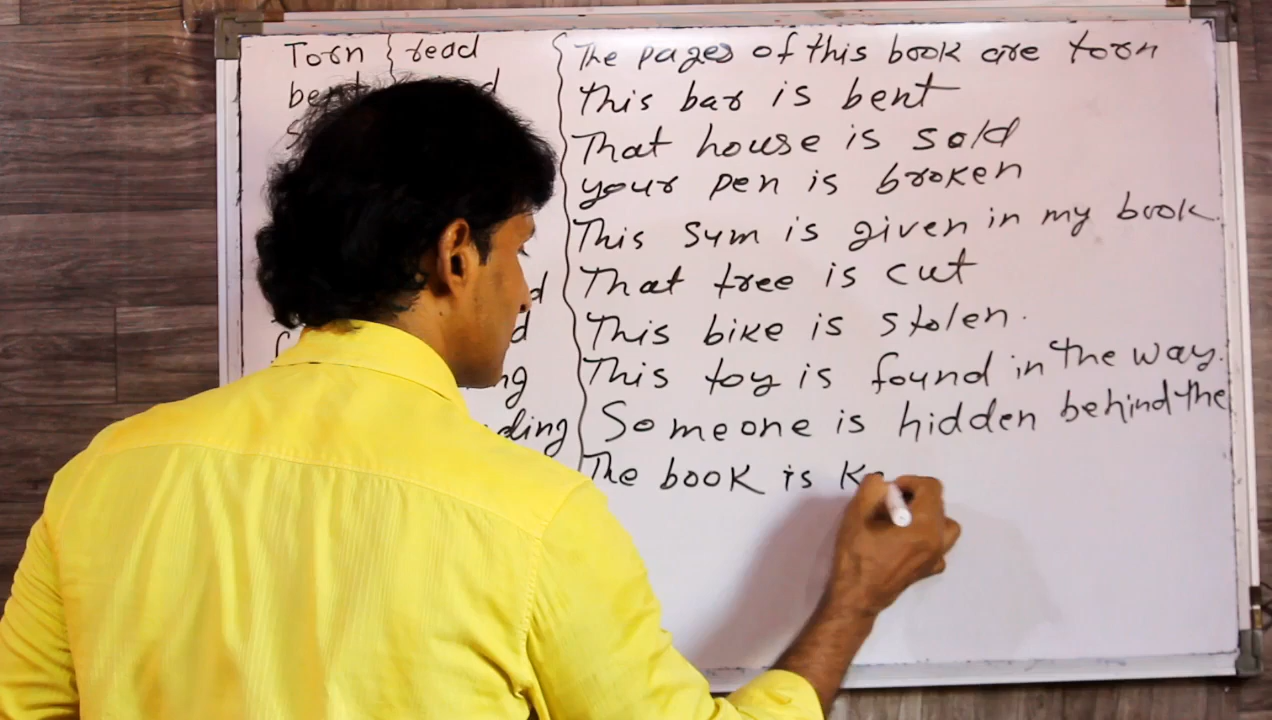 Torn { read
The pages of this book are torn
This bar is bent
That house is sold
your pen is broken
This sum is given in my book.
That tree is cut
This bike is stolen.
This toy is found in the way.
Someone is hidden behind the
The book is